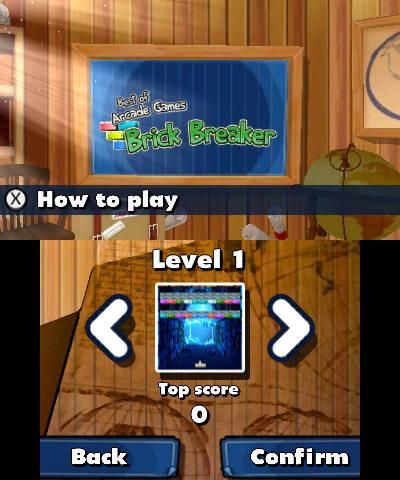 Best of
Arcade Games
Brick Breaker
X How to play
Level 1
Top score
0
Back
Confirm